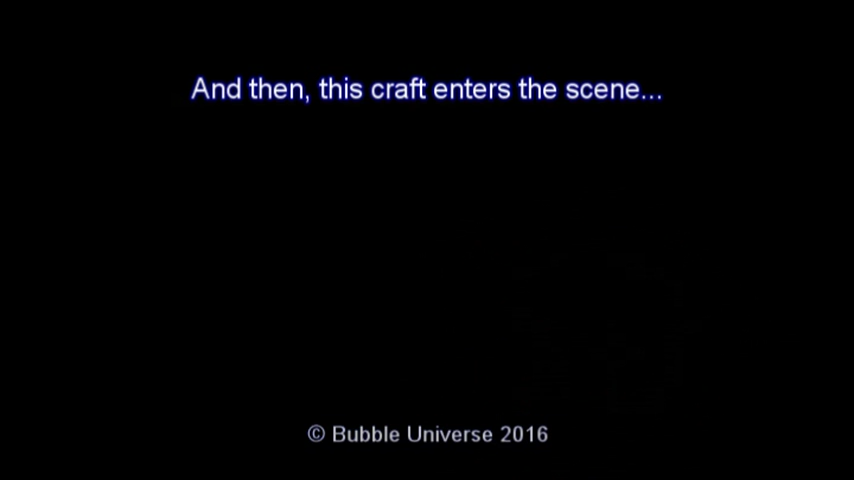 And then, this craft enters the scene...
© Bubble Universe 2016